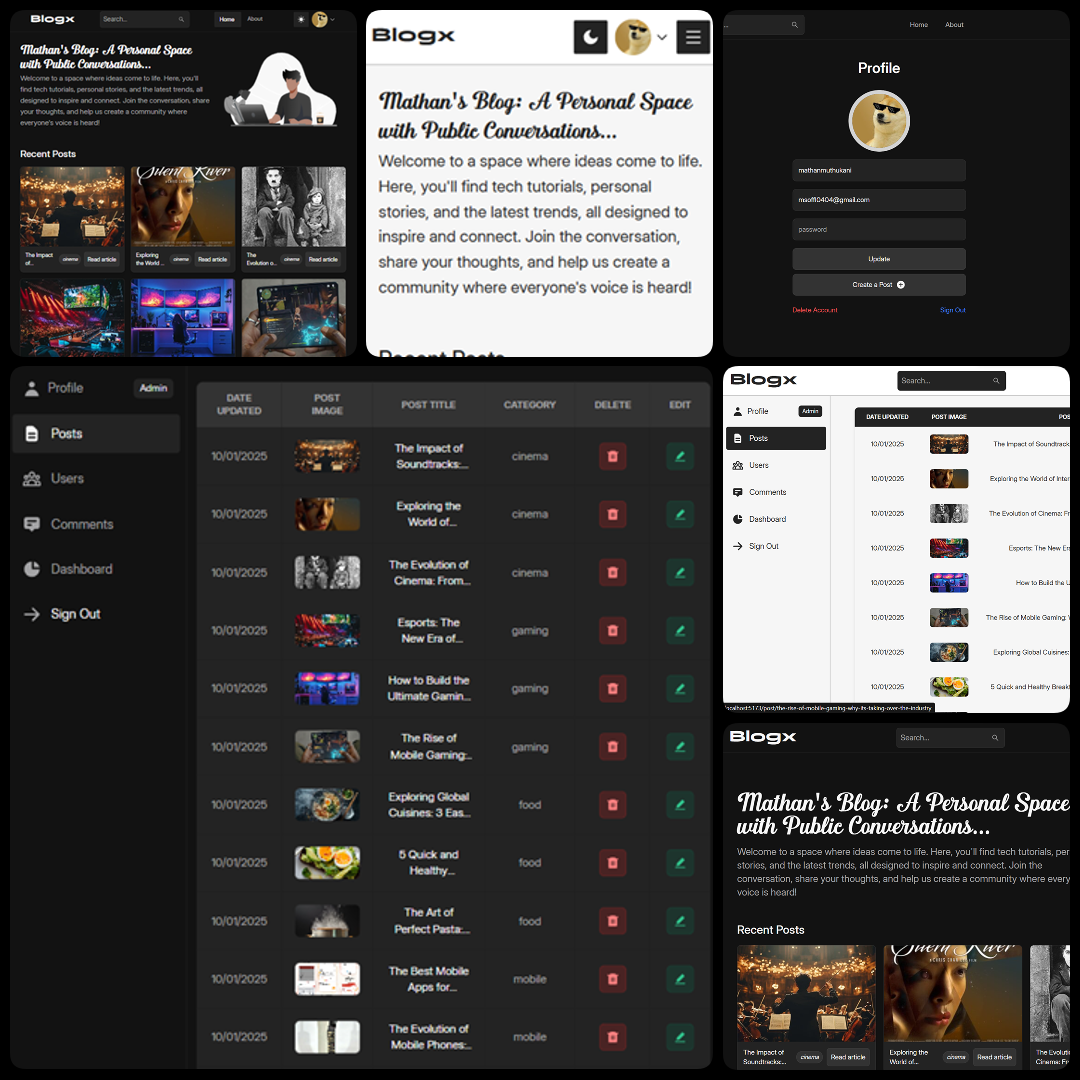 Blogx
Search...
Home
About
Mathan's Blog: A Personal Space
with Public Conversations...
Welcome to a space where ideas come to life. Here, you'll
find tech tutorials, personal stories, and the latest trends, all
designed to inspire and connect. Join the conversation, share
your thoughts, and help us create a community where
everyone's voice is heard!
Recent Posts
Silent River
The Impact
of...
cinema
Read article
Exploring
the World ...
cinema
Read article
The
Evolution o...
cinema
Read article
Blogx
Mathan's Blog: A Personal Space
with Public Conversations...
Welcome to a space where ideas come to life.
Here, you'll find tech tutorials, personal
stories, and the latest trends, all designed to
inspire and connect. Join the conversation,
share your thoughts, and help us create a
community where everyone's voice is heard!
Recent Posts
...
Home
About
Profile
mathanmuthukani
msoffl0404@gmail.com
password
Update
Create a Post
Delete Account
Sign Out
Profile
Admin
Posts
Users
Comments
Dashboard
Sign Out
DATE
UPDATED
POST
IMAGE
POST TITLE
CATEGORY
DELETE
EDIT
10/01/2025
The Impact of
Soundtracks:...
cinema
10/01/2025
Exploring the
World of...
cinema
10/01/2025
The Evolution of
Cinema: From...
cinema
10/01/2025
Esports: The
New Era of...
gaming
10/01/2025
How to Build the
Ultimate Gamin...
gaming
10/01/2025
The Rise of
Mobile Gaming:...
gaming
10/01/2025
Exploring Global
Cuisines: 3 Eas...
food
10/01/2025
5 Quick and
Healthy...
food
10/01/2025
The Art of
Perfect Pasta:...
food
10/01/2025
The Best Mobile
Apps for...
mobile
10/01/2025
The Evolution of
Mobile Phones:...
mobile
Blogx
Search...
Profile
Admin
Posts
Users
Comments
Dashboard
Sign Out
DATE UPDATED
POST IMAGE
POS
10/01/2025
The Impact of Soundtrack
10/01/2025
Exploring the World of Inter
10/01/2025
The Evolution of Cinema: Fr
10/01/2025
Esports: The New Er
10/01/2025
How to Build the U
10/01/2025
The Rise of Mobile Gaming: W
10/01/2025
Exploring Global Cuisines:
10/01/2025
5 Quick and Healthy Breakf
localhost:5173/post/the-rise-of-mobile-gaming-why-its-taking-over-the-industry
Blogx
Search...
Mathan's Blog: A Personal Space
with Public Conversations...
Welcome to a space where ideas come to life. Here, you'll find tech tutorials, per
stories, and the latest trends, all designed to inspire and connect. Join the
conversation, share your thoughts, and help us create a community where every
voice is heard!
Recent Posts
Silent River
The Impact of
Soundtracks:...
cinema
Read article
Exploring the
World of...
cinema
Read article
The Evoluti
Cinema: Fr